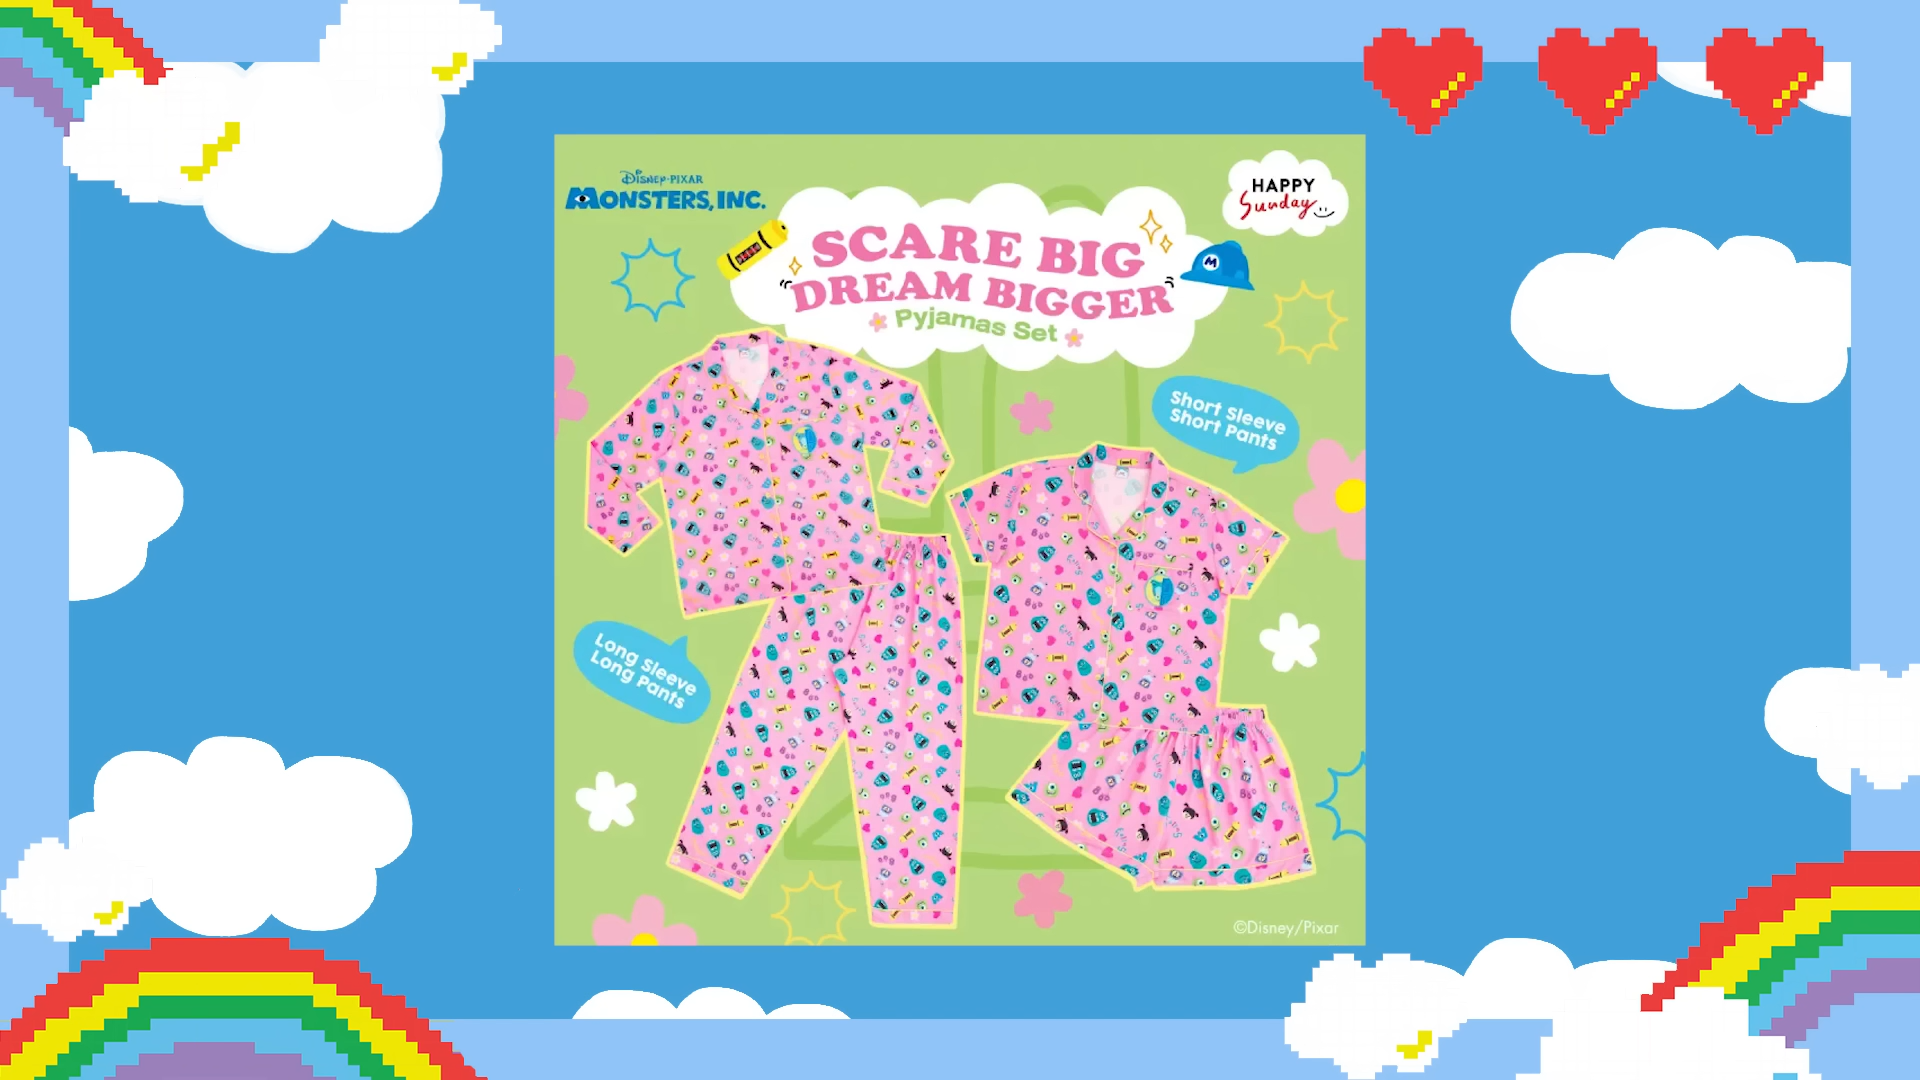 Disney·PIXAR
MONSTERS, INC.
HAPPY
Sunday
SCARE BIG
DREAM BIGGER
Pyjamas Set
Short Sleeve
Short Pants
Long Sleeve
Long Pants
©Disney/Pixar